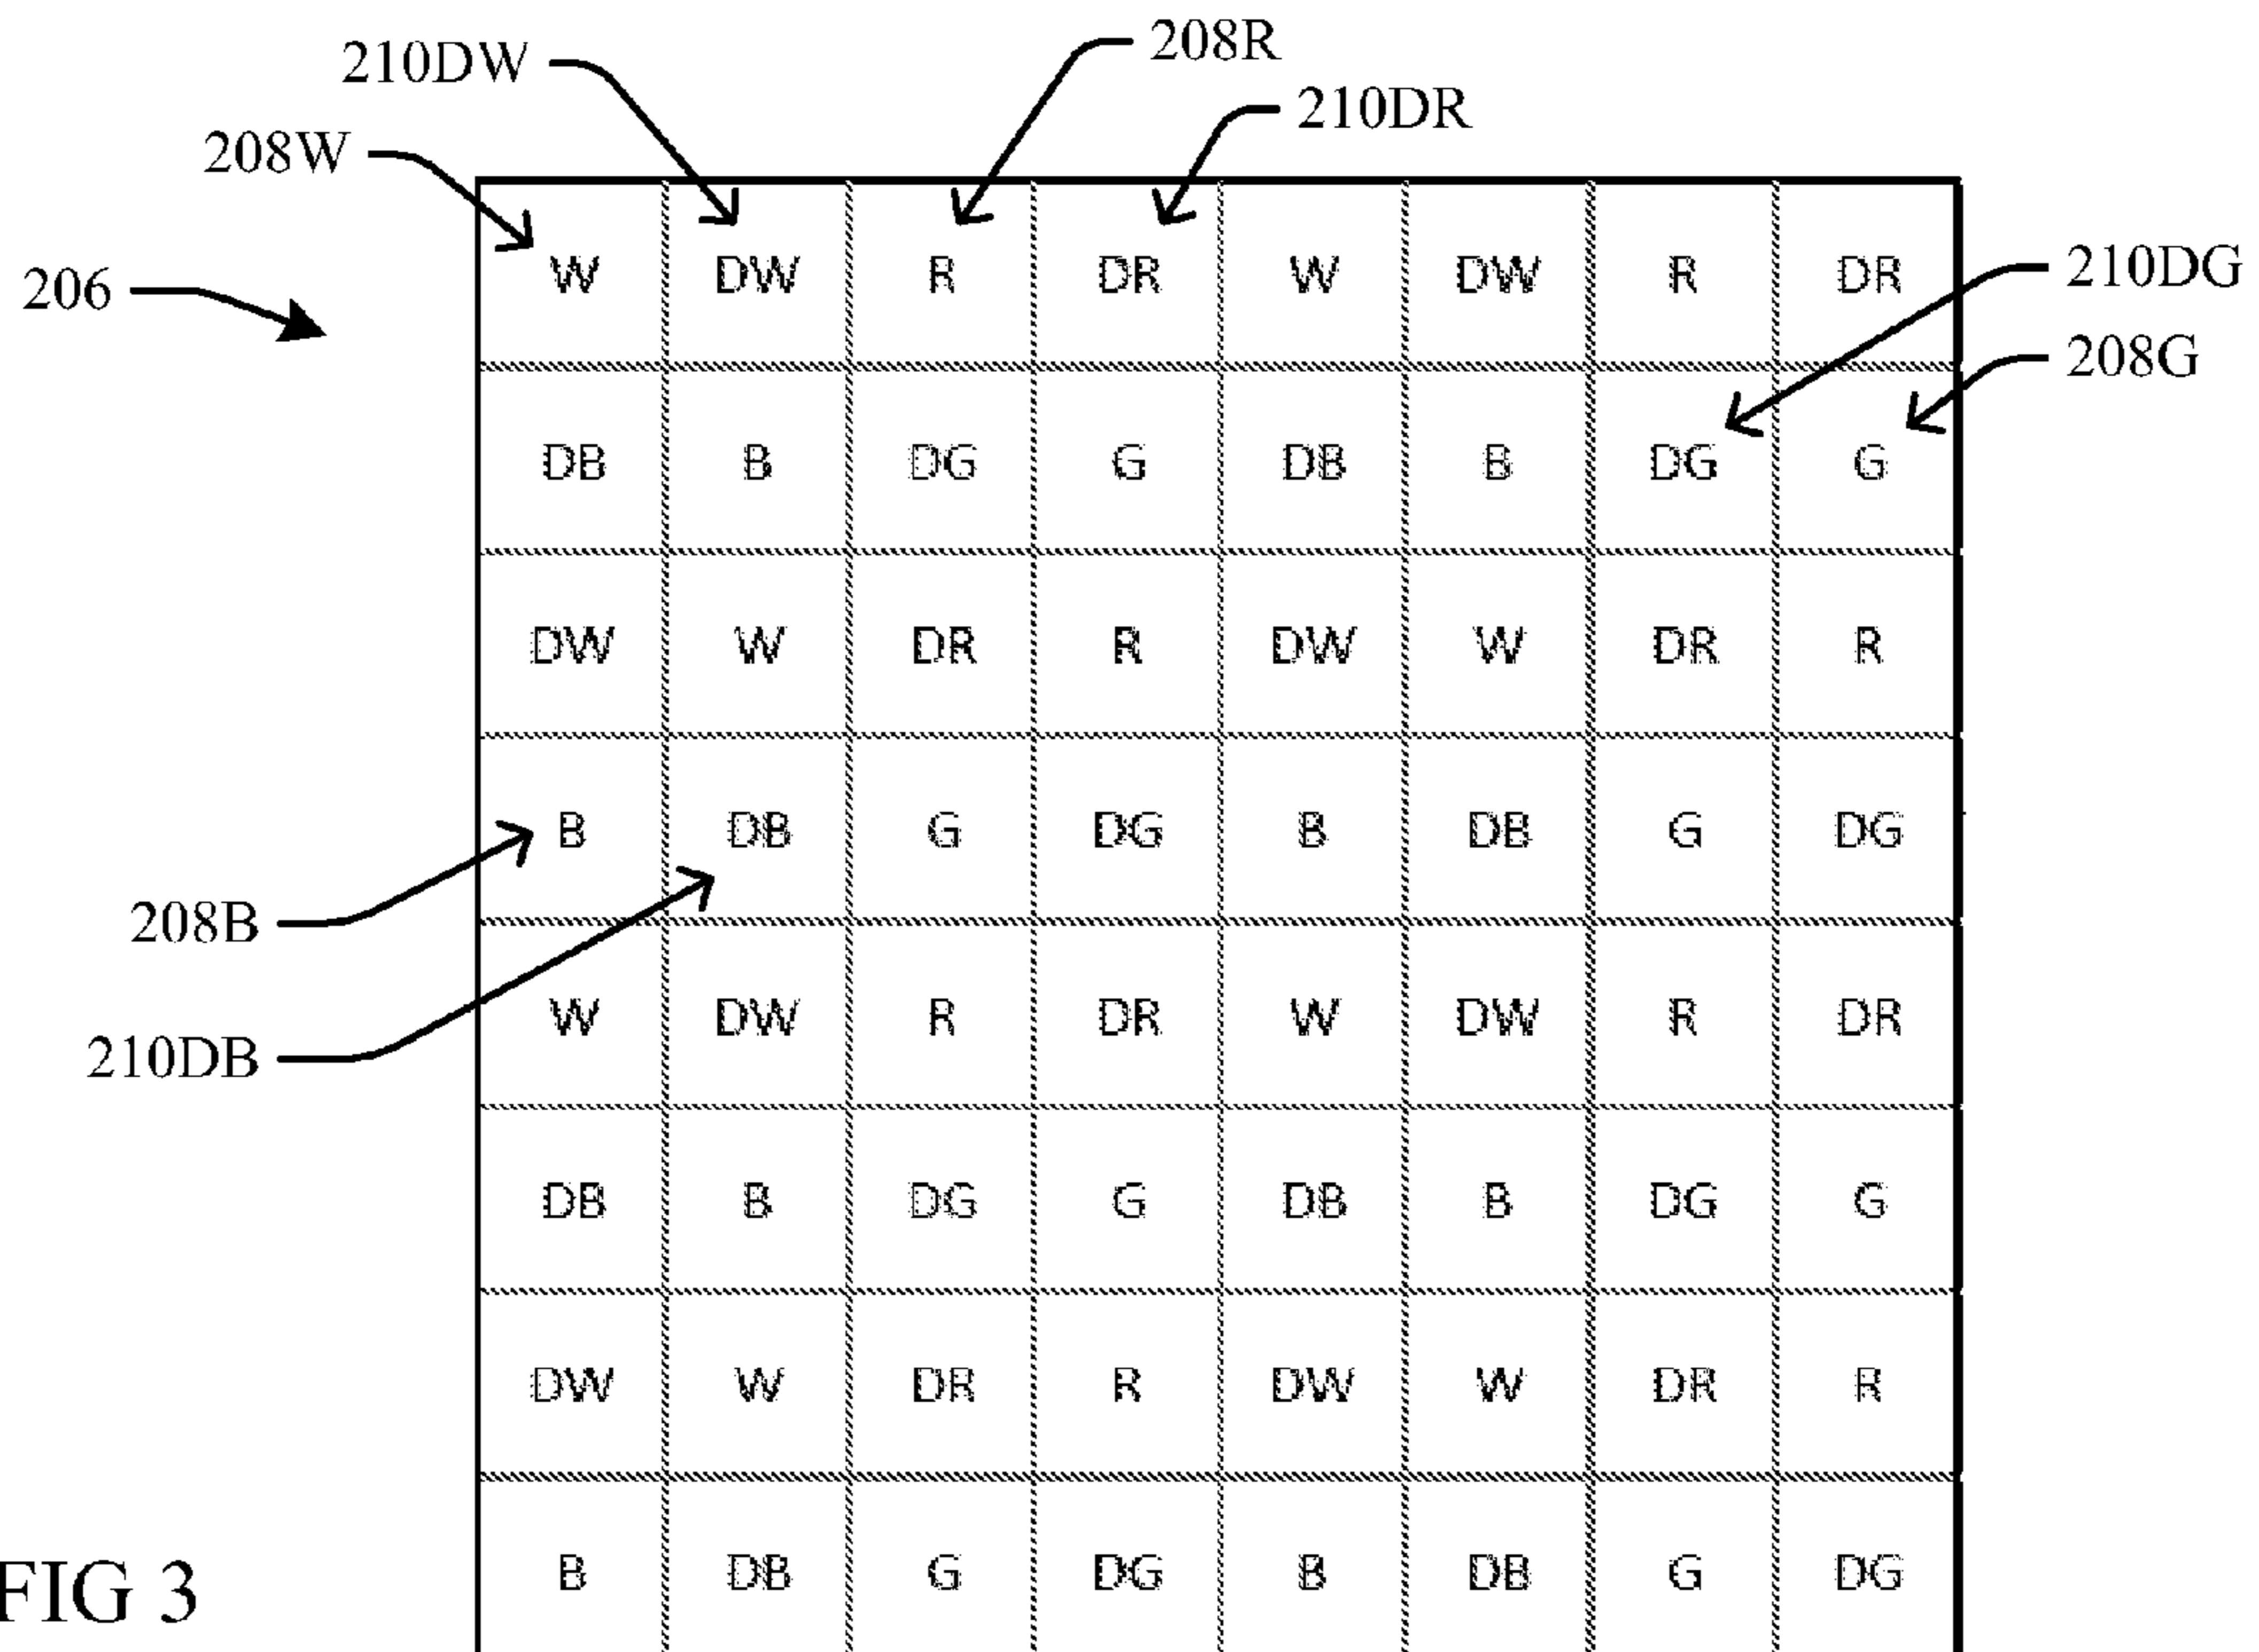 210DW
208R
210DR
208W
206
W DW R DR W DW R DR
210DG
208G
DB B DG G DB B DG G
DW W DR R DW W DR R
B DB G DG B DB G DG
208B
W DW R DR W DW R DR
210DB
DB B DG G DB B DG G
DW W DR R DW W DR R
B DB G DG B DB G DG
FIG 3